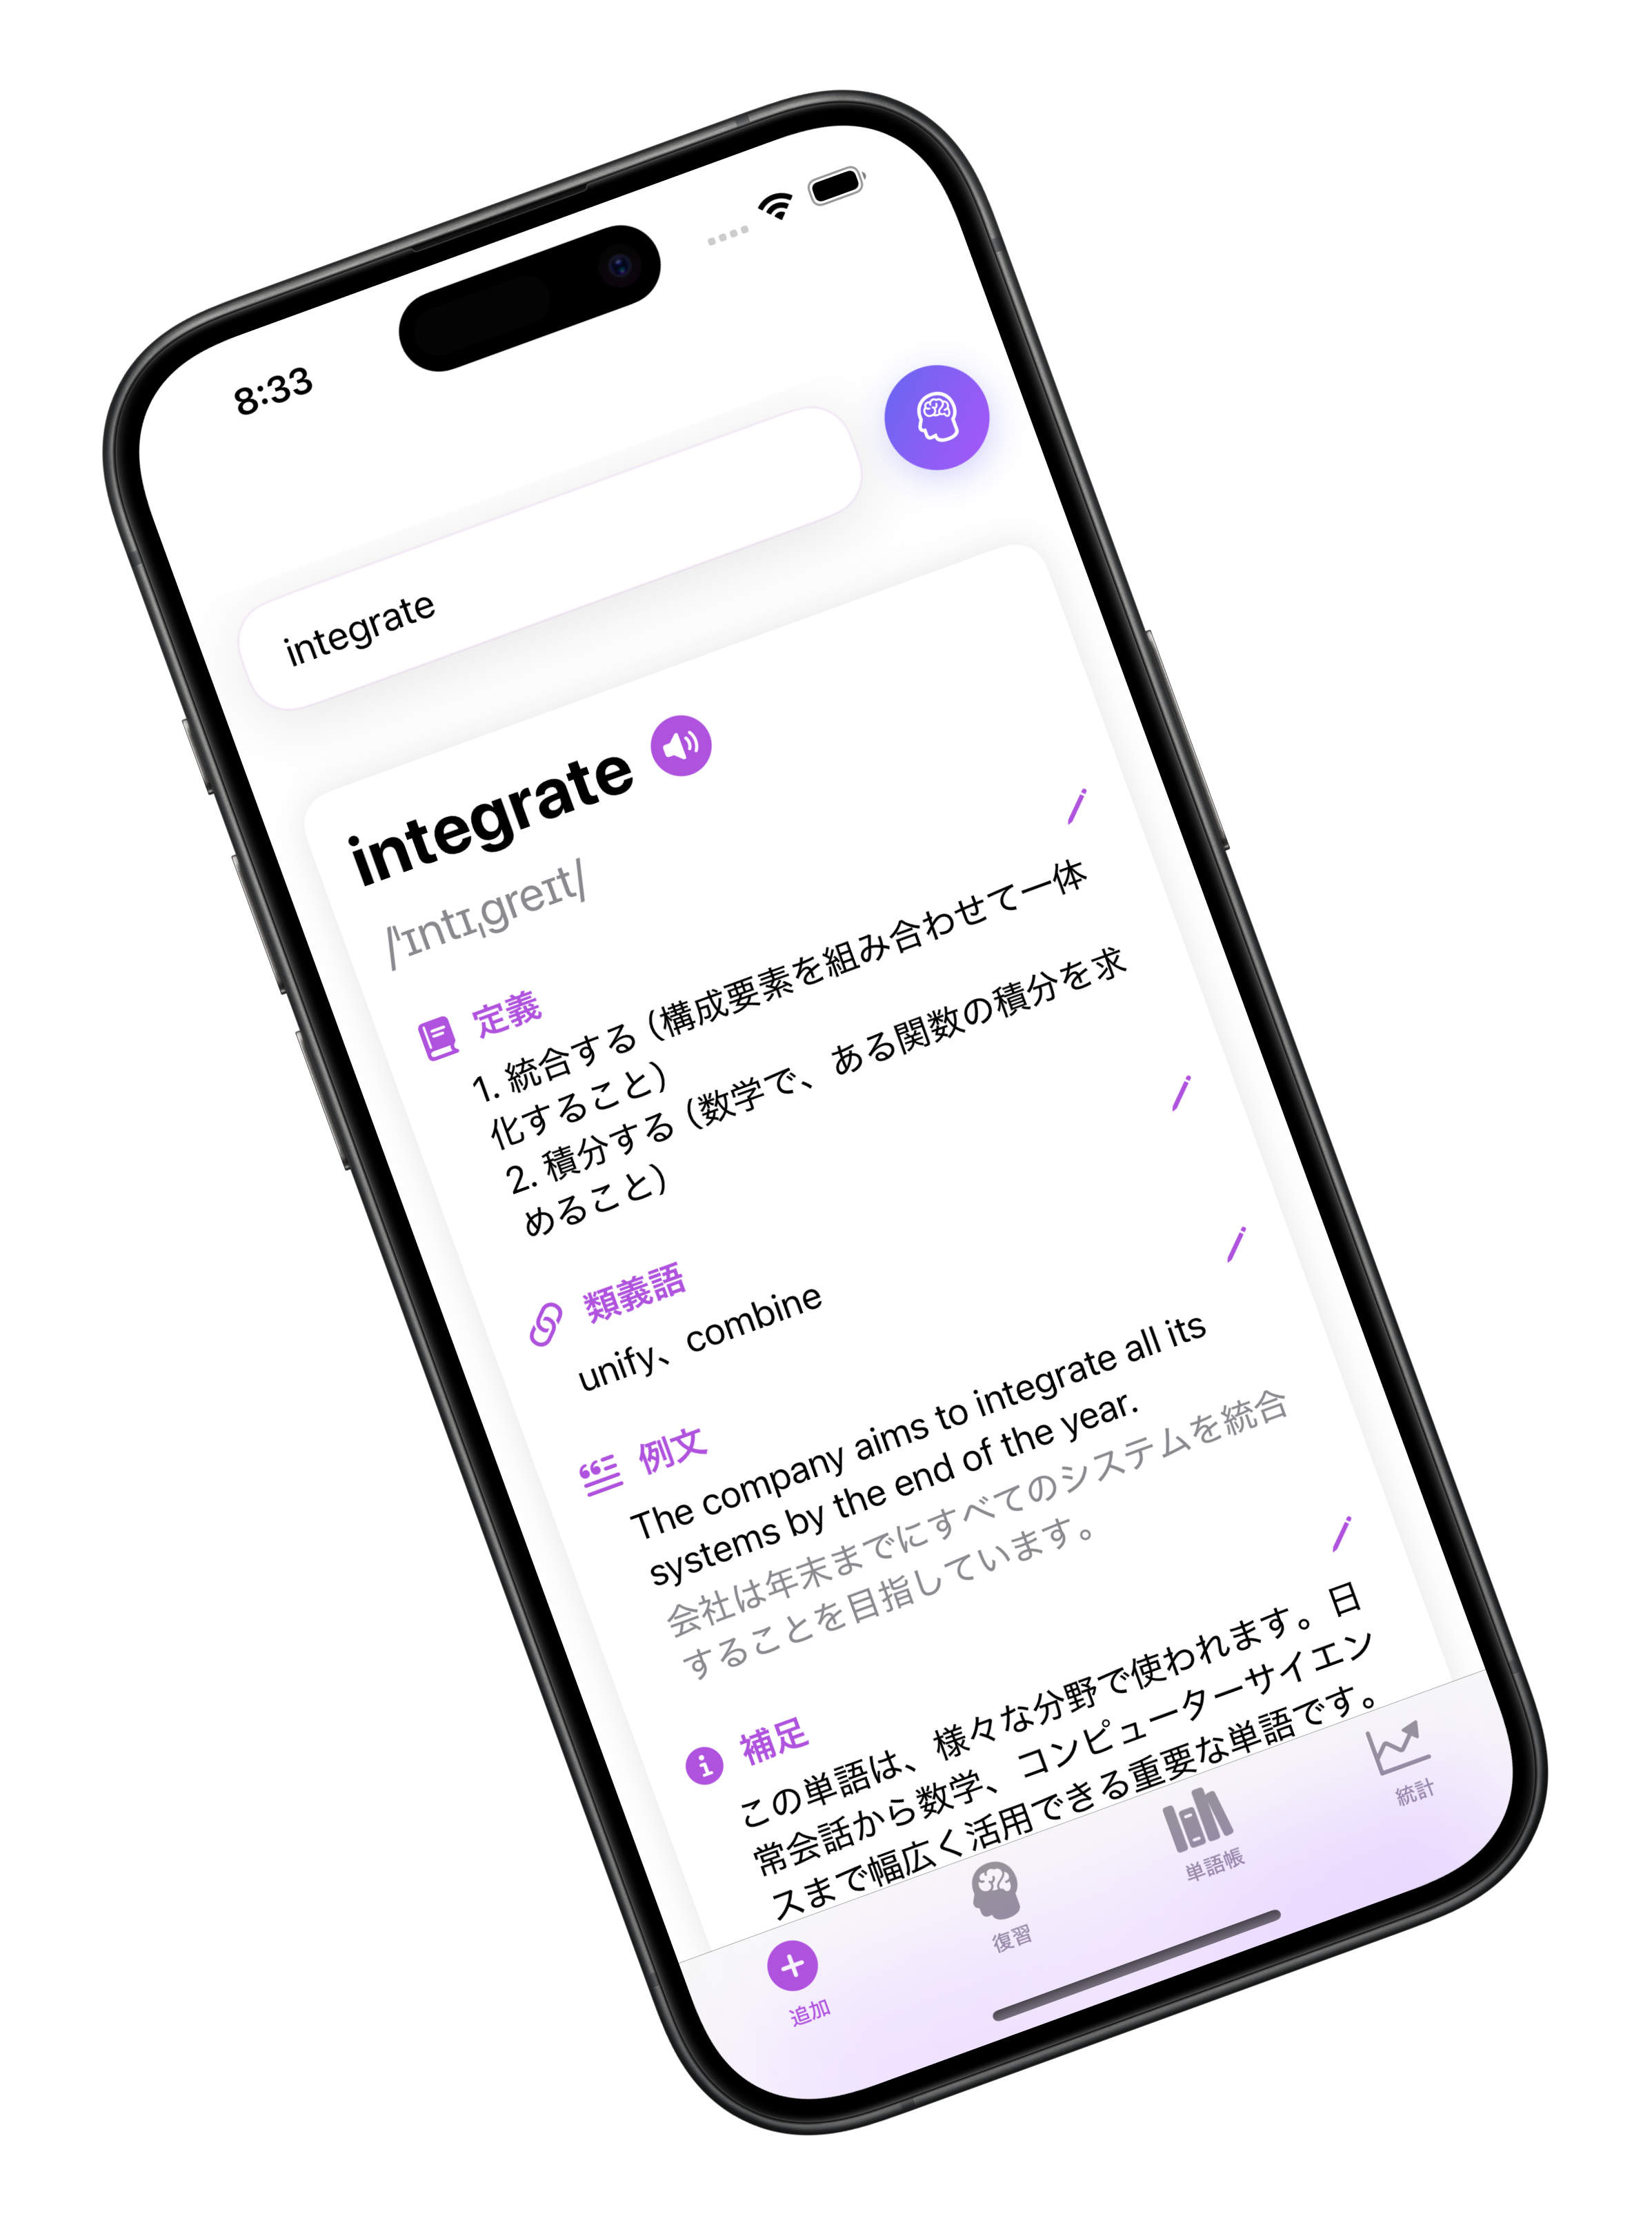 8:33
integrate
integrate
/ˈɪntɪˌɡreɪt/
定義
1. 統合する（構成要素を組み合わせて一体
化すること）
2. 積分する（数学で、ある関数の積分を求
めること）
類義語
unify、combine
例文
The company aims to integrate all its
systems by the end of the year.
会社は年末までにすべてのシステムを統合
することを目指しています。
補足
この単語は、様々な分野で使われます。日
常会話から数学、コンピューターサイエン
スまで幅広く活用できる重要な単語です。
追加
復習
単語帳
統計